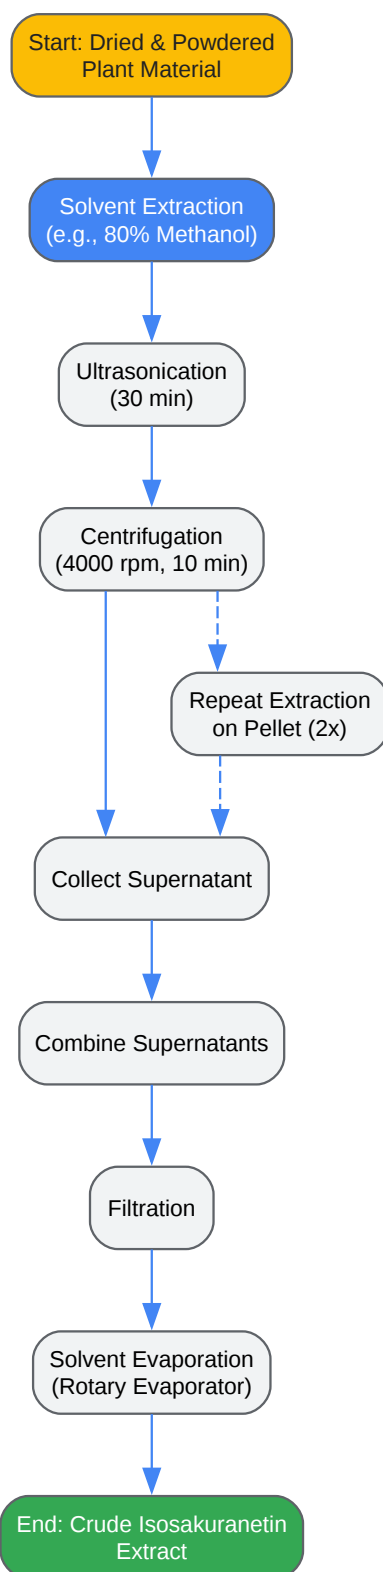 Start: Dried & Powdered
Plant Material
Solvent Extraction
(e.g., 80% Methanol)
Ultrasonication
(30 min)
Centrifugation
(4000 rpm, 10 min)
Repeat Extraction
on Pellet (2x)
Collect Supernatant
Combine Supernatants
Filtration
Solvent Evaporation
(Rotary Evaporator)
End: Crude Isosakuranetin
Extract